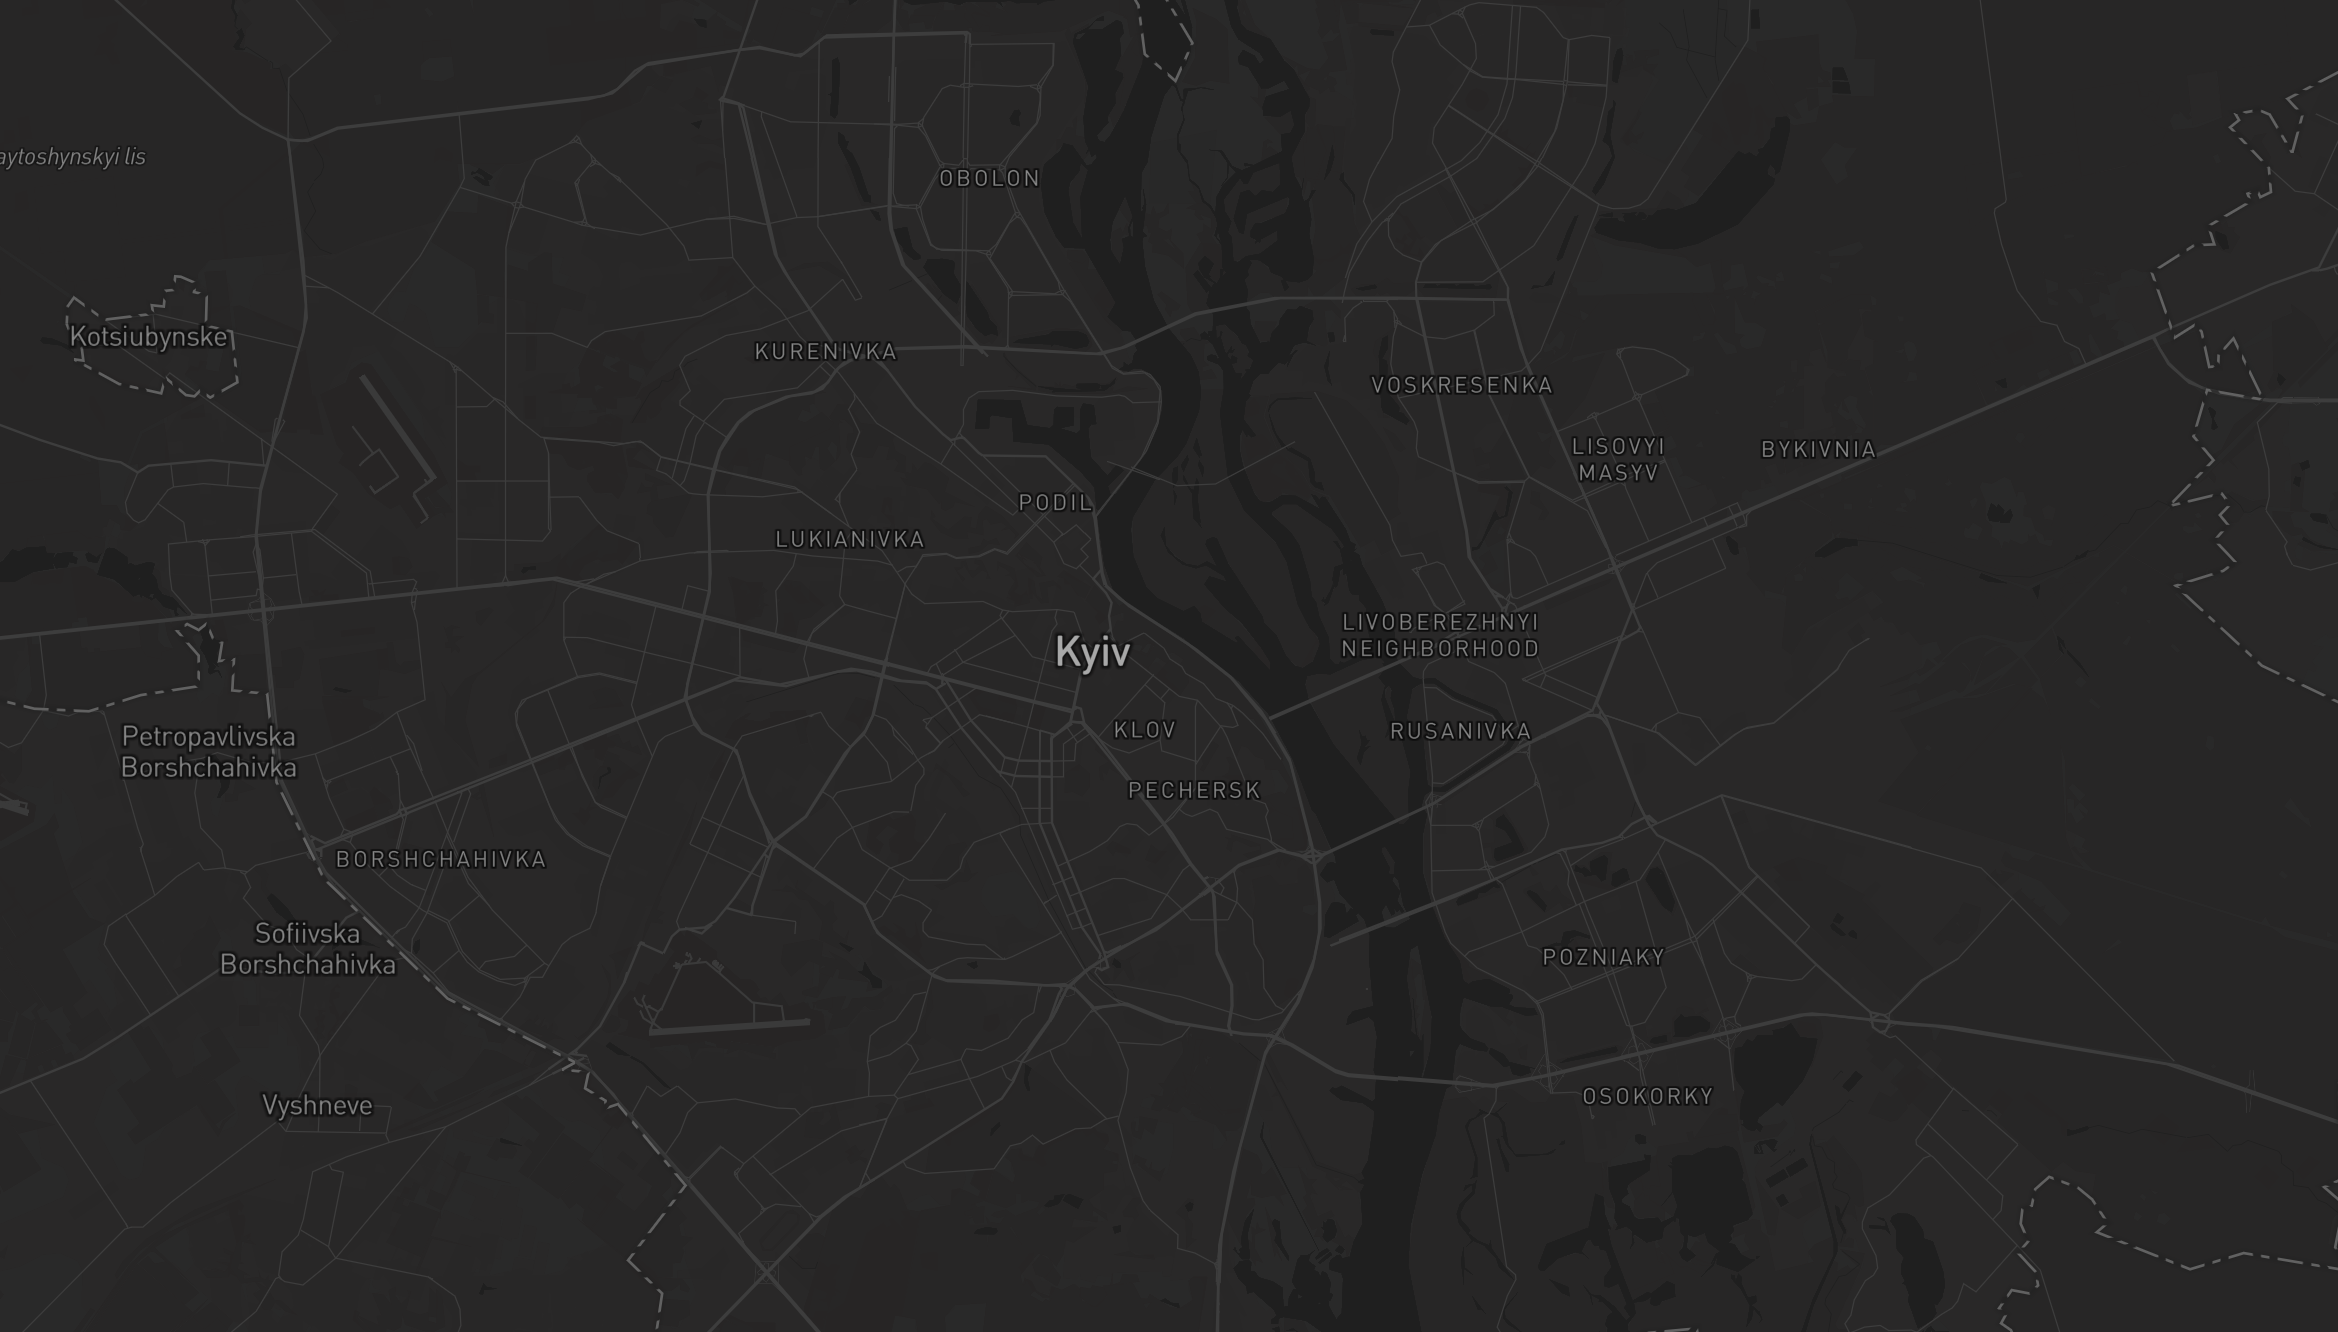 aytoshynskyi lis
OBOLON
Kotsiubynske
KURENIVKA
VOSKRESENKA
LISOVYI
MASYV
BYKIVNIA
PODIL
LUKIANIVKA
LIVOBEREZHNYI
NEIGHBORHOOD
Kyiv
KLOV
RUSANIVKA
Petropavlivska
Borshchahivka
PECHERSK
BORSHCHAHIVKA
Sofiivska
Borshchahivka
POZNIAKY
OSOKORKY
Vyshneve